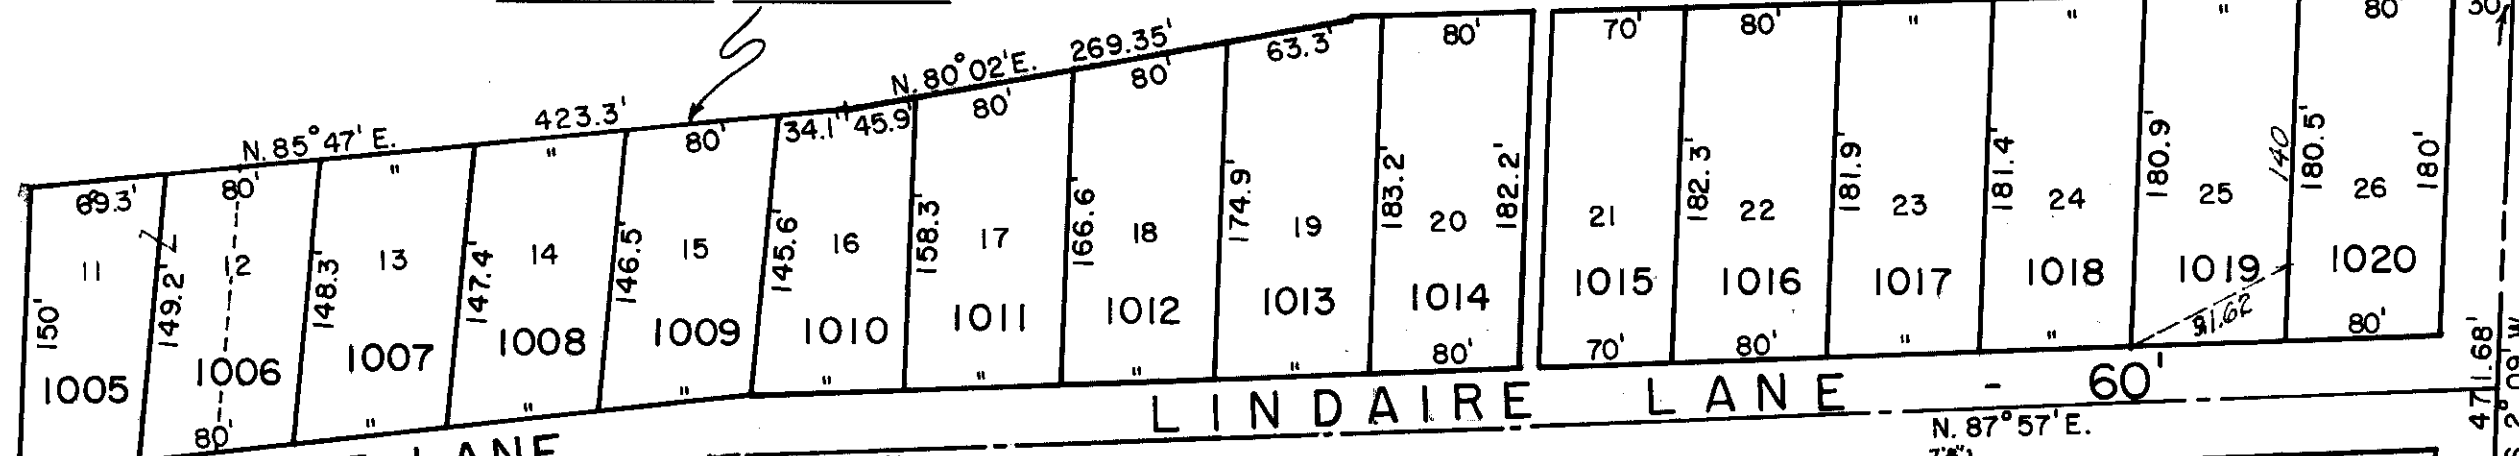 80' 70' 80' " " " 80' 30'
N. 85°47' E. 423.3' N. 80°02'E. 269.35'
69.3' 80' " " 80' 34.1' 45.9' 80' 80' 63.3'
150' 149.2' 148.3' 147.4' 146.5' 145.6' 158.3' 166.6' 174.9' 183.2' 182.2' 182.3' 181.9' 181.4' 180.9' 140 180.5' 180'
11 12 13 14 15 16 17 18 19 20 21 22 23 24 25 26
1005 1006 1007 1008 1009 1010 1011 1012 1013 1014 1015 1016 1017 1018 1019 1020
80' " " " " " " " 80' 70' 80' " " 91.62 80'
LANE LINDAIRE LANE - 60'
N. 87°57'E.
471.68'